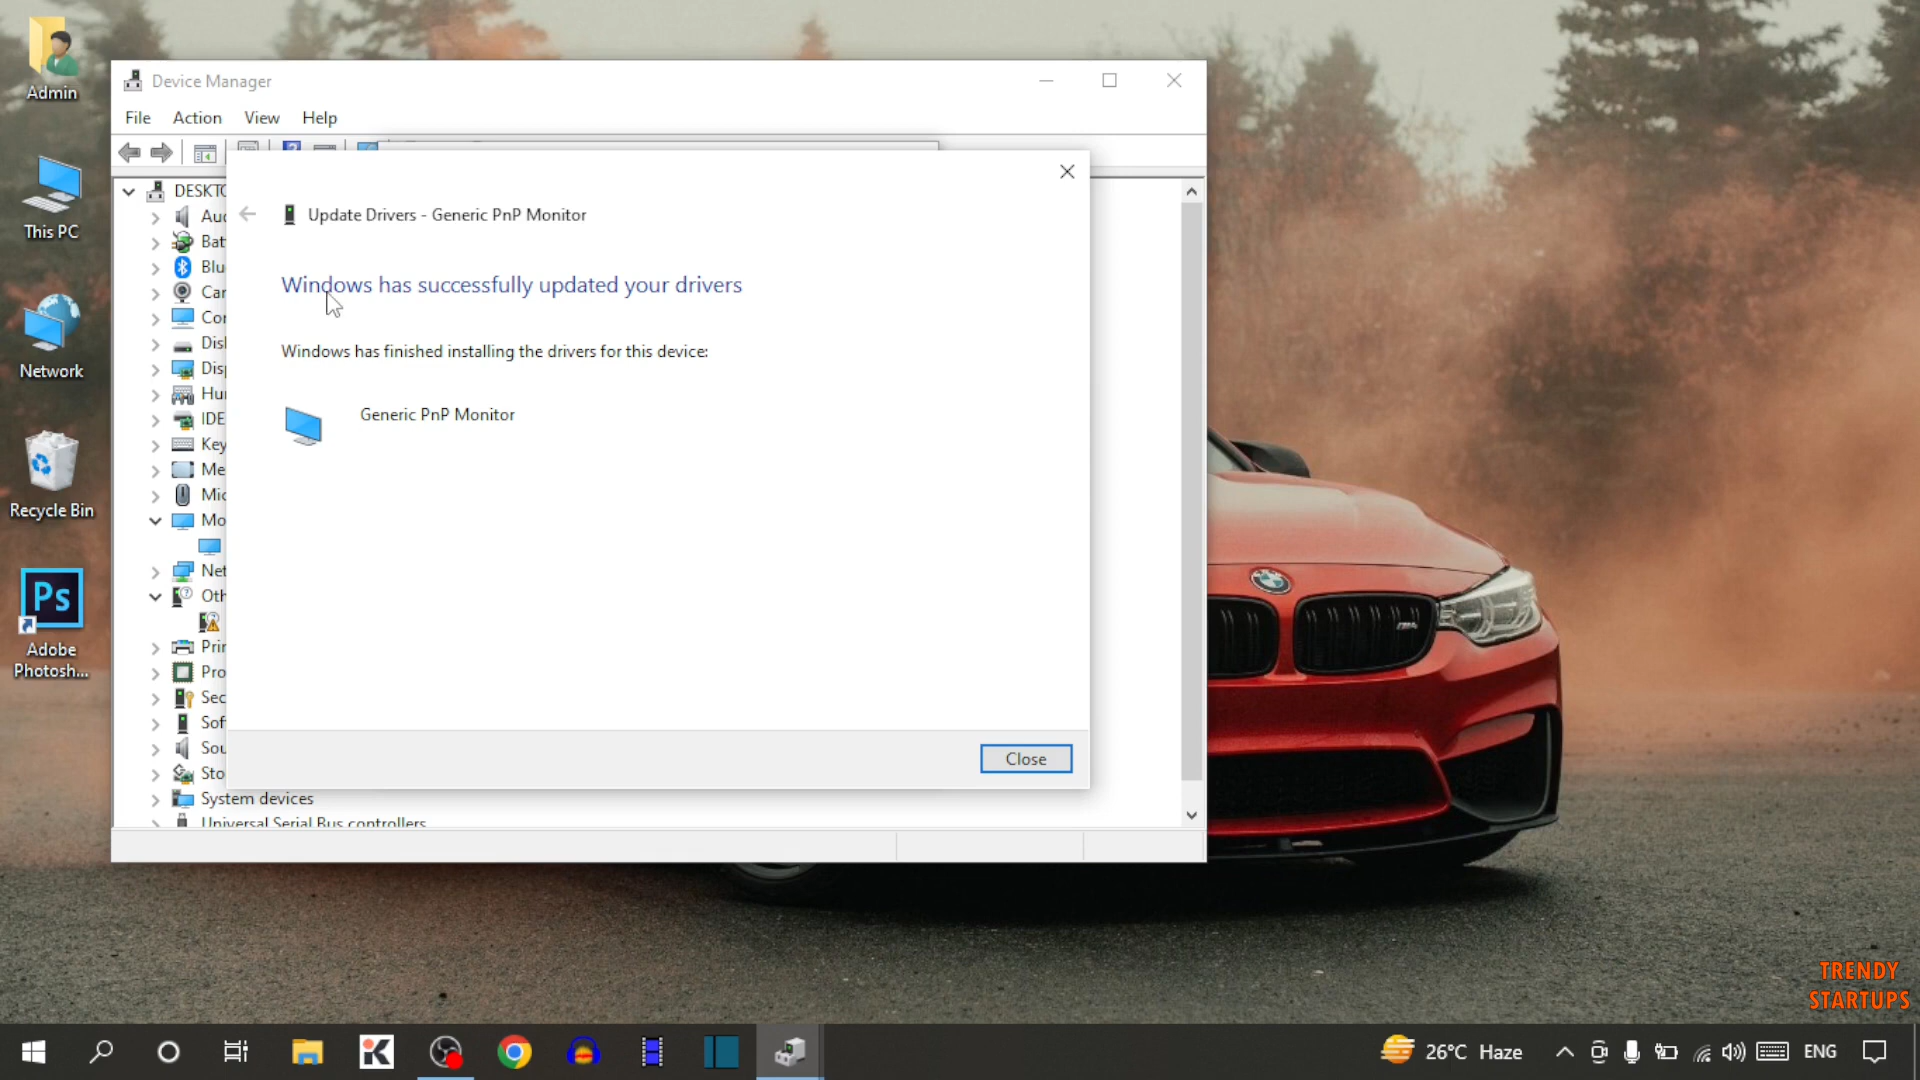 Admin
This PC
Network
Recycle Bin
Ps
Adobe
Photosh...
Device Manager
File Action View Help
DESKTO
Aud
Bat
Blu
Car
Cor
Disl
Disp
Hur
IDE
Key
Me
Mic
Mo
Net
Oth
Prir
Pro
Sec
Sof
Sou
Sto
System devices
Universal Serial Bus controllers
Update Drivers - Generic PnP Monitor
Windows has successfully updated your drivers
Windows has finished installing the drivers for this device:
Generic PnP Monitor
Close
TRENDY
STARTUPS
26°C Haze
ENG